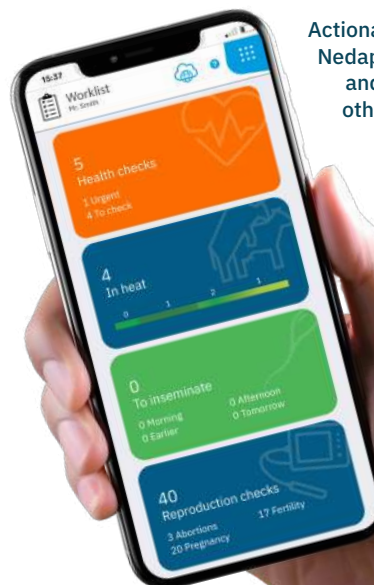 Actiona
Nedap
and
oth
15:37
Worklist
Mr. Smith
5
Health checks
1 Urgent
4 To check
4
In heat
0 1 2 1
0
To inseminate
0 Morning 0 Afternoon
0 Earlier 0 Tomorrow
40
Reproduction checks
3 Abortions 17 Fertility
20 Pregnancy